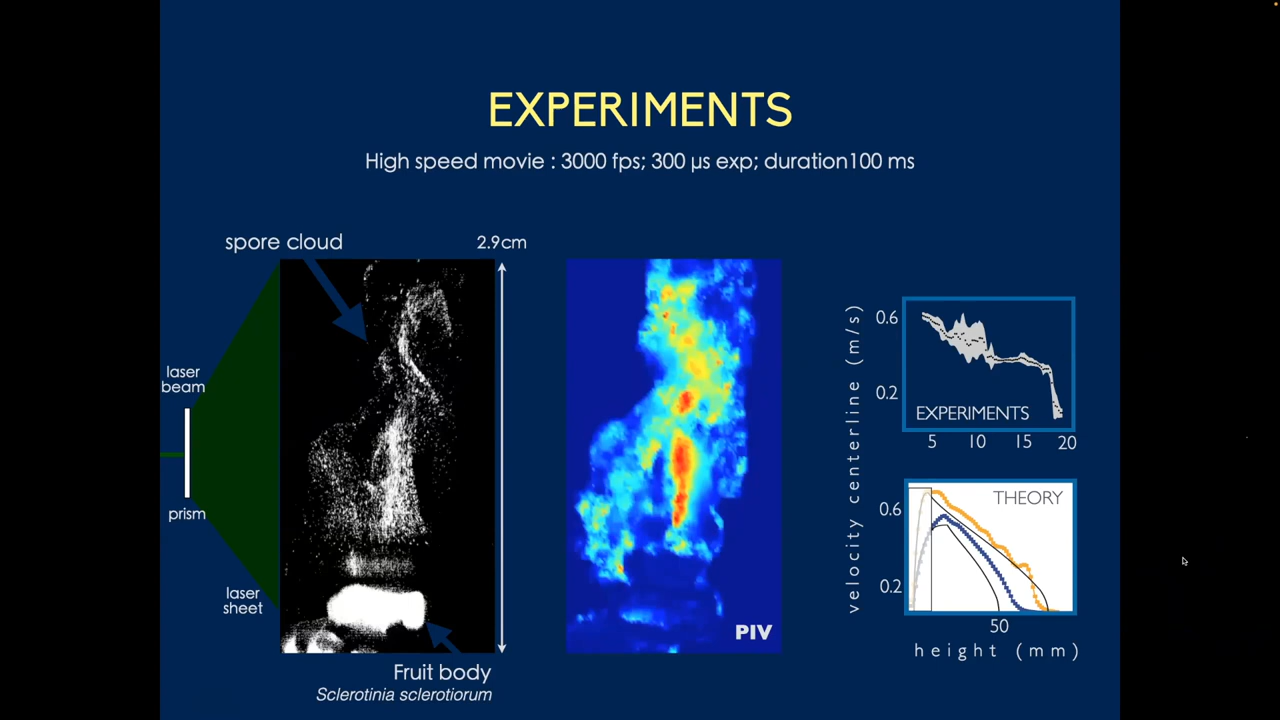 EXPERIMENTS
High speed movie : 3000 fps; 300 µs exp; duration100 ms
spore cloud
2.9cm
laser
beam
prism
laser
sheet
Fruit body
Sclerotinia sclerotiorum
PIV
velocity centerline (m/s)
0.6
0.2
EXPERIMENTS
5 10 15 20
THEORY
0.6
0.2
50
height (mm)